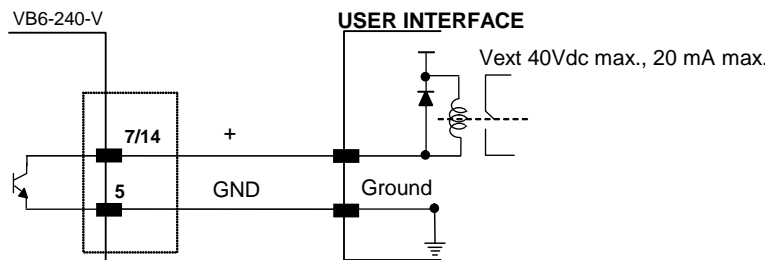 VB6-240-V
USER INTERFACE
Vext 40Vdc max., 20 mA max.
7/14
+
5
GND
Ground